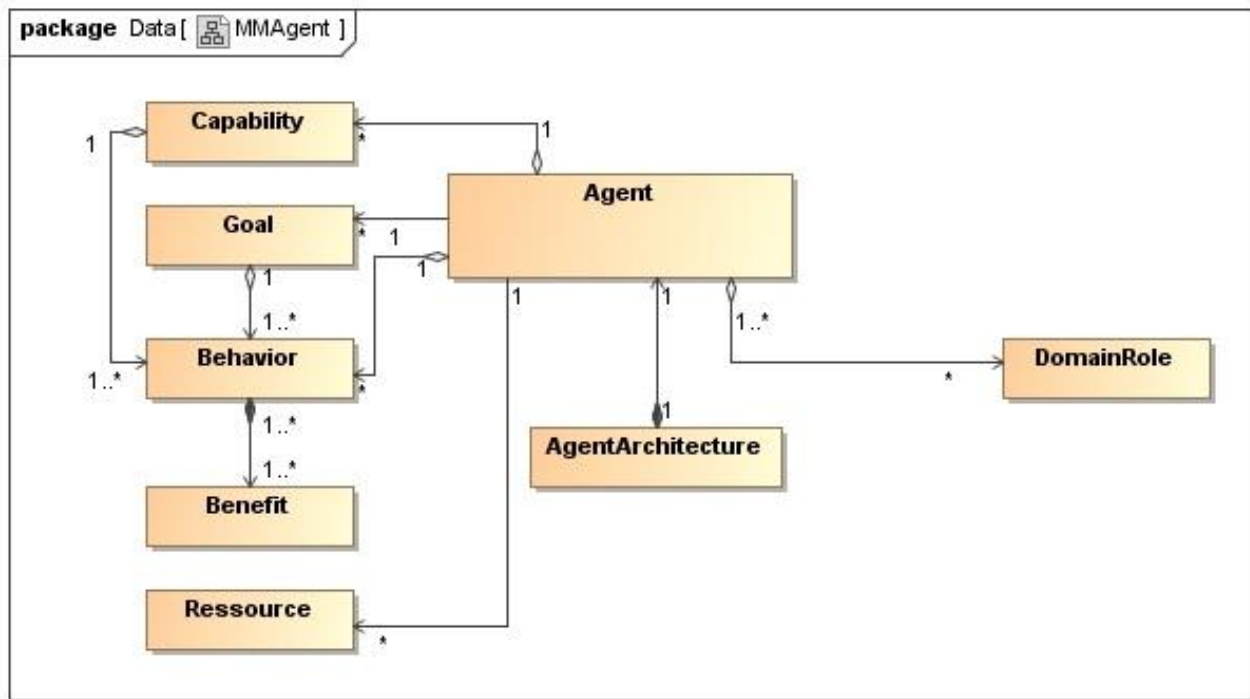 package Data [ MMAgent ]
Capability
1
*
1
Agent
Goal
*
1
1
1
1..*
1
1
1..*
Behavior
1..*
*
DomainRole
*
1..*
1
AgentArchitecture
1..*
Benefit
Ressource
*